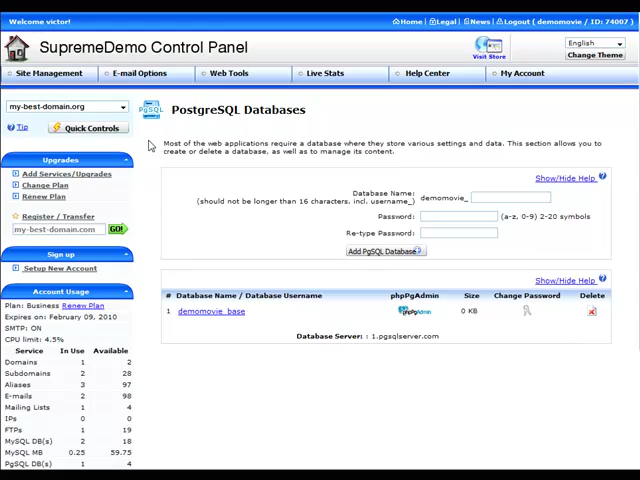 Welcome victor!
Home | Legal | News | Logout ( demomovie / ID: 74007 )
SupremeDemo Control Panel
Visit Store
English
Change Theme
Site Management
E-mail Options
Web Tools
Live Stats
Help Center
My Account
my-best-domain.org
Tip
Quick Controls
Upgrades
Add Services/Upgrades
Change Plan
Renew Plan
Register / Transfer
my-best-domain.com GO!
Sign up
Setup New Account
Account Usage
Plan: Business Renew Plan
Expires on: February 09, 2010
SMTP: ON
CPU limit: 4.5%
Service In Use Available
Domains 1 2
Subdomains 2 28
Aliases 3 97
E-mails 2 98
Mailing Lists 1 4
IPs 0 0
FTPs 1 19
MySQL DB(s) 2 18
MySQL MB 0.25 59.75
PgSQL DB(s) 1 4
PgSQL
PostgreSQL Databases
Most of the web applications require a database where they store various settings and data. This section allows you to
create or delete a database, as well as to manage its content.
Show/Hide Help
Database Name:
(should not be longer than 16 characters, incl. username_) demomovie_
Password: (a-z, 0-9) 2-20 symbols
Re-type Password:
Add PgSQL Database
Show/Hide Help
# Database Name / Database Username phpPgAdmin Size Change Password Delete
1 demomovie_base phpPgAdmin 0 KB
Database Server : 1.pgsqlserver.com